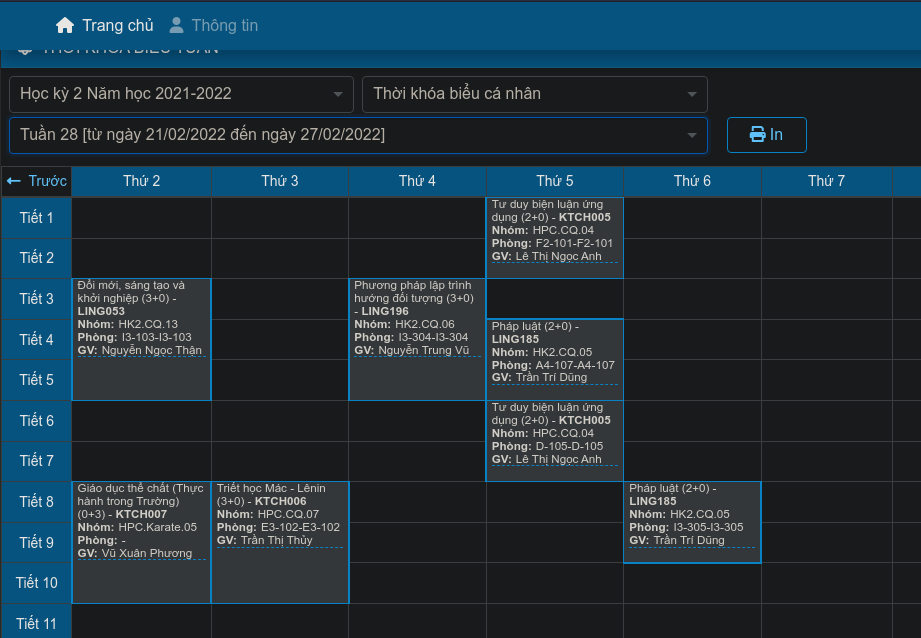 Trang chủ Thông tin
THỜI KHÓA BIỂU TUẦN
Học kỳ 2 Năm học 2021-2022
Thời khóa biểu cá nhân
Tuần 28 [từ ngày 21/02/2022 đến ngày 27/02/2022]
In
Trước Thứ 2 Thứ 3 Thứ 4 Thứ 5 Thứ 6 Thứ 7
Tiết 1
Tư duy biện luận ứng
dụng (2+0) - KTCH005
Nhóm: HPC.CQ.04
Phòng: F2-101-F2-101
GV: Lê Thị Ngọc Anh
Tiết 2
Tiết 3
Đổi mới, sáng tạo và
khởi nghiệp (3+0) -
LING053
Nhóm: HK2.CQ.13
Phòng: I3-103-I3-103
GV: Nguyễn Ngọc Thận
Phương pháp lập trình
hướng đối tượng (3+0)
- LING196
Nhóm: HK2.CQ.06
Phòng: I3-304-I3-304
GV: Nguyễn Trung Vũ
Tiết 4
Pháp luật (2+0) -
LING185
Nhóm: HK2.CQ.05
Phòng: A4-107-A4-107
GV: Trần Trí Dũng
Tiết 5
Tiết 6
Tư duy biện luận ứng
dụng (2+0) - KTCH005
Nhóm: HPC.CQ.04
Phòng: D-105-D-105
GV: Lê Thị Ngọc Anh
Tiết 7
Tiết 8
Giáo dục thể chất (Thực
hành trong Trường)
(0+3) - KTCH007
Nhóm: HPC.Karate.05
Phòng: -
GV: Vũ Xuân Phương
Triết học Mác - Lênin
(3+0) - KTCH006
Nhóm: HPC.CQ.07
Phòng: E3-102-E3-102
GV: Trần Thị Thủy
Pháp luật (2+0) -
LING185
Nhóm: HK2.CQ.05
Phòng: I3-305-I3-305
GV: Trần Trí Dũng
Tiết 9
Tiết 10
Tiết 11